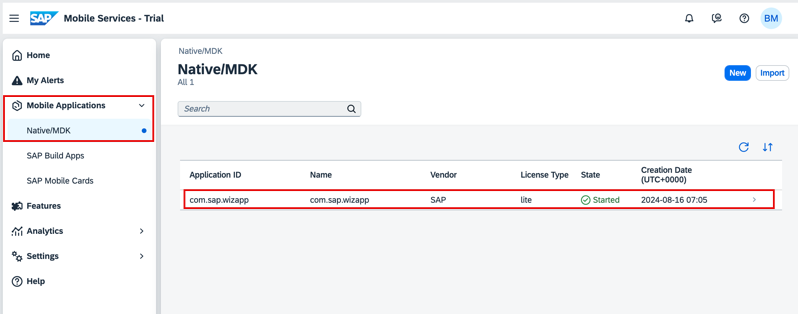 SAP Mobile Services - Trial BM
Home
My Alerts
Mobile Applications
Native/MDK
SAP Build Apps
SAP Mobile Cards
Features
Analytics
Settings
Help
Native/MDK
Native/MDK
All 1
New Import
Search
Application ID Name Vendor License Type State Creation Date (UTC+0000)
com.sap.wizapp com.sap.wizapp SAP lite Started 2024-08-16 07:05